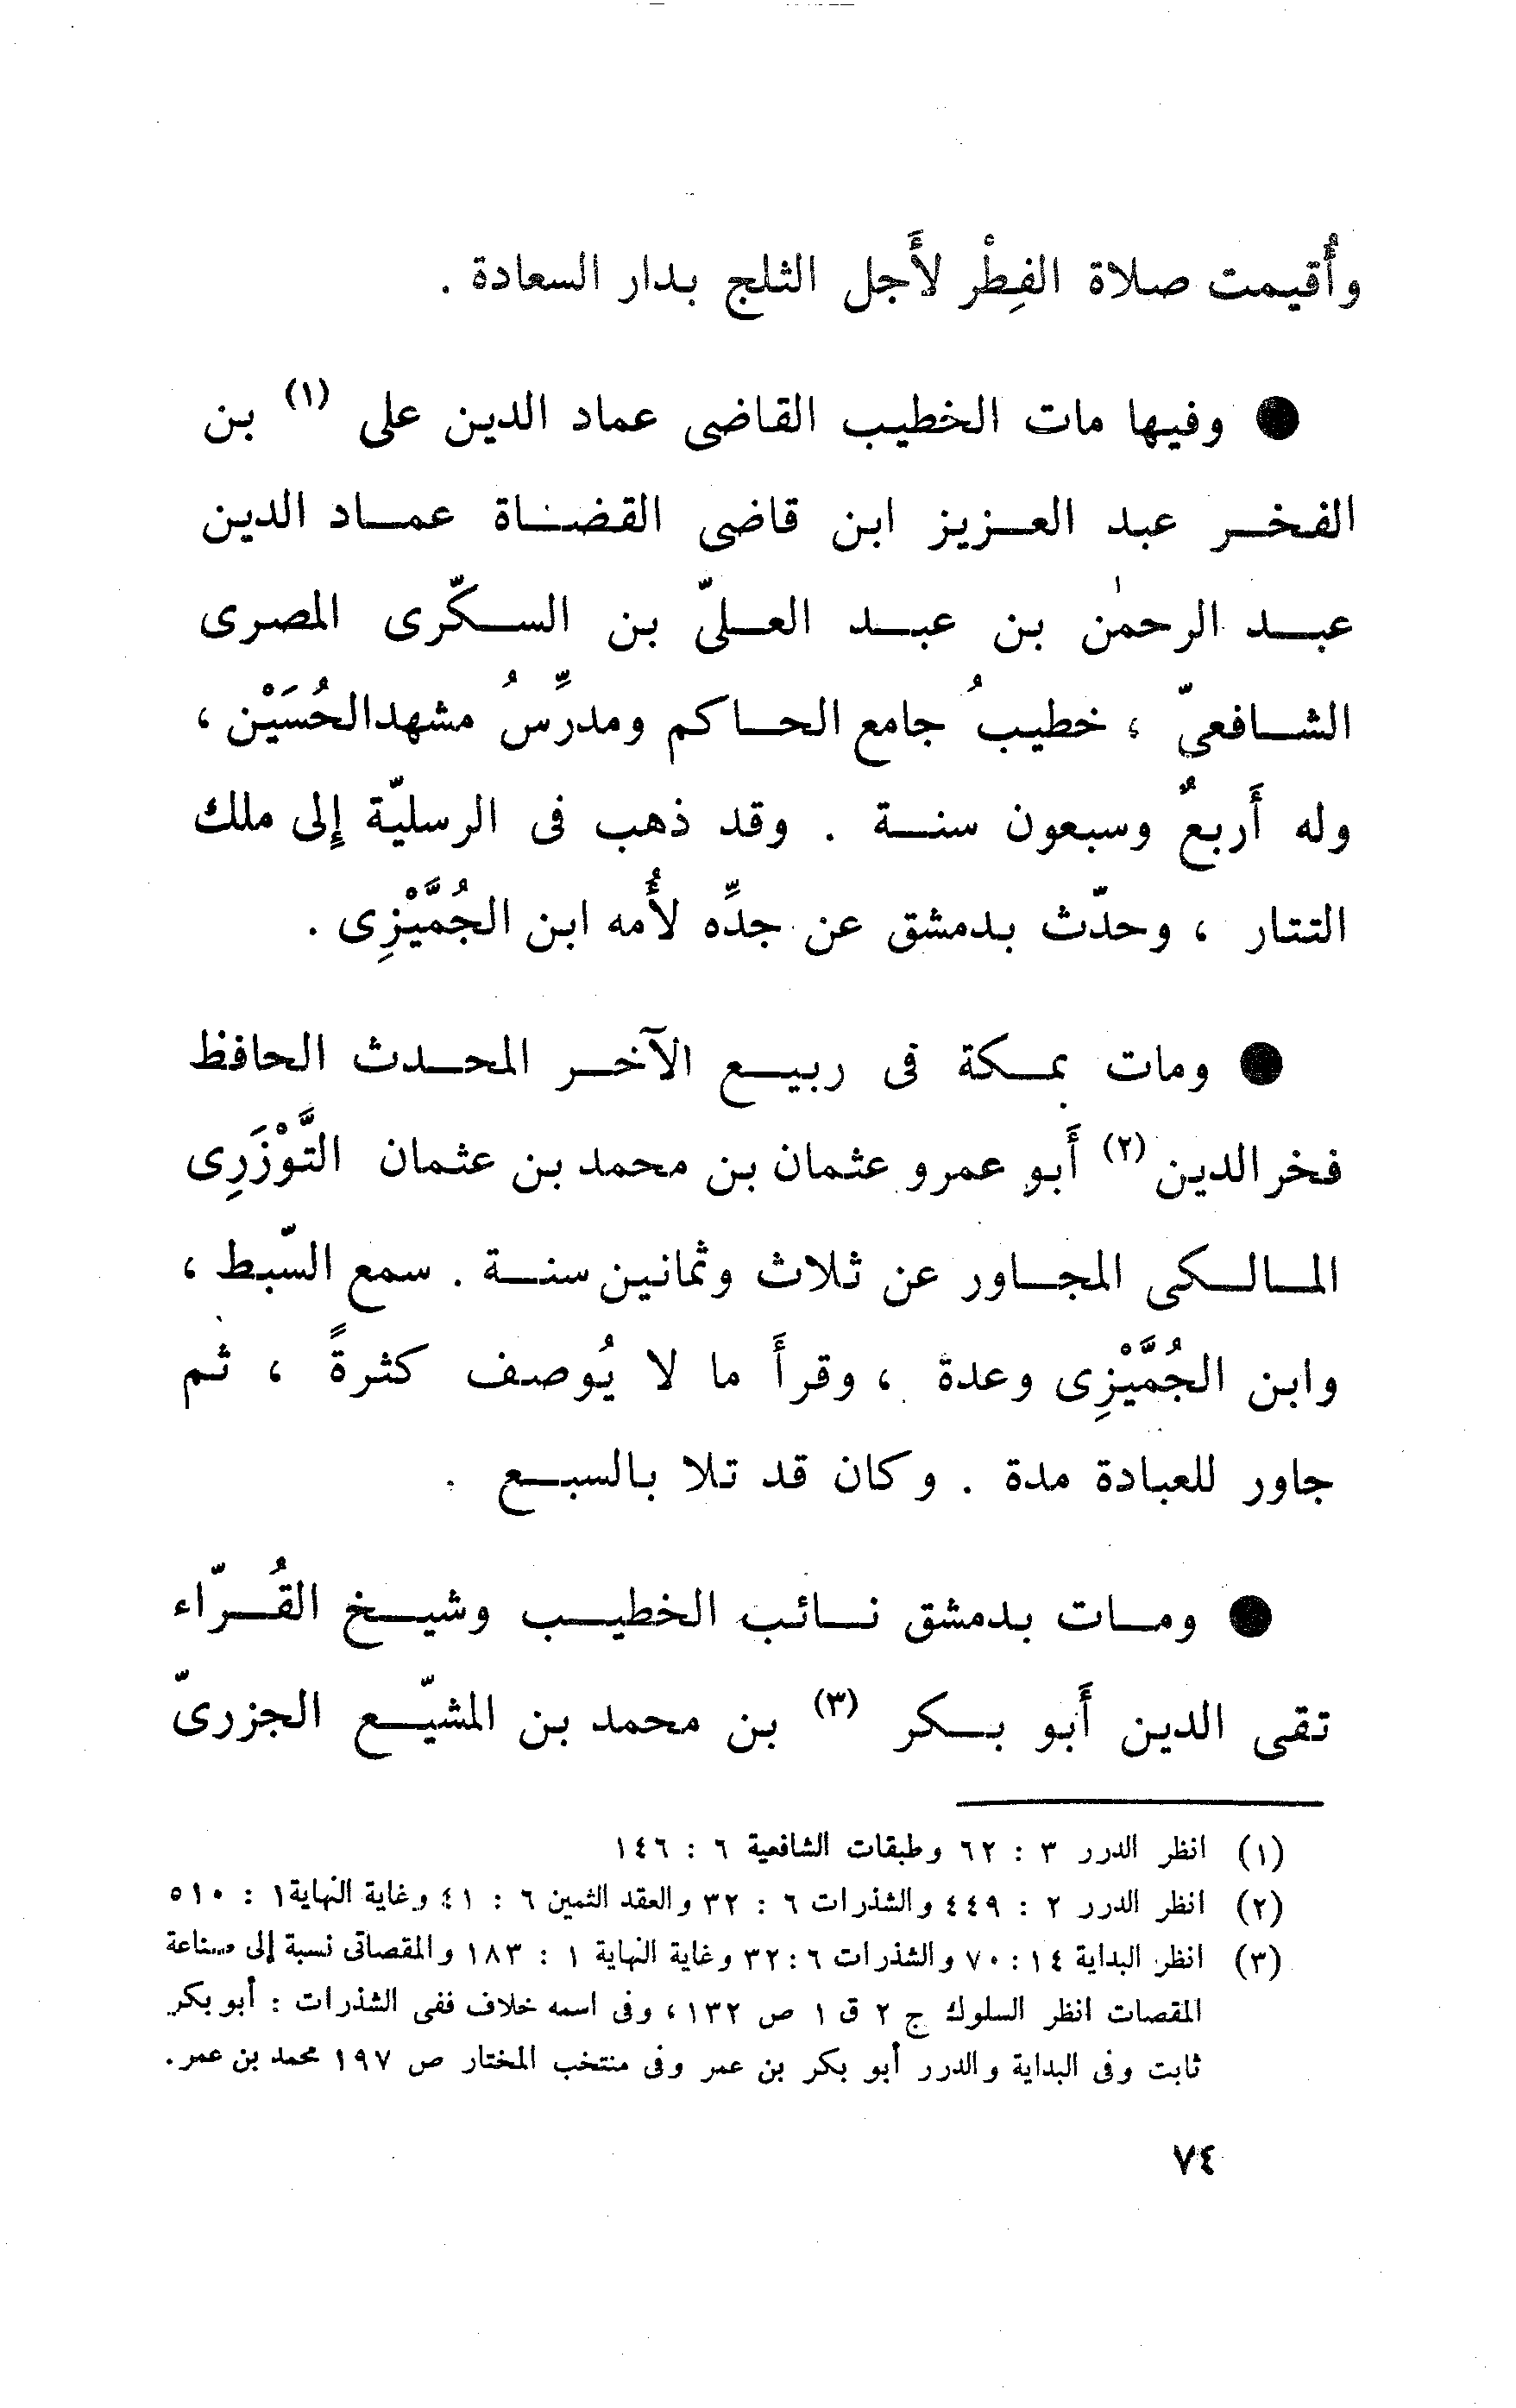 وأُقيمت صلاة الفِطْر لأَجل الثلج بدار السعادة .
● وفيها مات الخطيب القاضى عماد الدين على (١) بن
الفخر عبد العزيز ابن قاضى القضاة عماد الدين
عبد الرحمٰن بن عبد العلىّ بن السكّرى المصرى
الشافعىّ ، خطيبُ جامع الحاكم ومدرِّسُ مشهدالحُسَيْن ،
وله أَربعٌ وسبعون سنة . وقد ذهب فى الرسليّة إِلى ملك
التتار ، وحدّث بدمشق عن جدِّه لأُمه ابن الجُمَّيْزِى .
● ومات بمكة فى ربيع الآخر المحدث الحافظ
فخر الدين (٢) أَبو عمرو عثمان بن محمد بن عثمان التَّوْزَرِى
المالكى المجاور عن ثلاث وثمانين سنة . سمع السّبط ،
وابن الجُمَّيْزِى وعدة ، وقرأَ ما لا يُوصف كثرةً ، ثم
جاور للعبادة مدة . وكان قد تلا بالسبع .
● ومات بدمشق نائب الخطيب وشيخ القُرّاء
تقى الدين أَبو بكر (٣) بن محمد بن المشيّع الجزرىّ
(١) انظر الدرر ٣ : ٦٢ وطبقات الشافعية ٦ : ١٤٦
(٢) انظر الدرر ٢ : ٤٤٩ والشذرات ٦ : ٣٢ والعقد الثمين ٦ : ٤١ وغاية النهاية ١ : ٥١٠
(٣) انظر البداية ١٤ : ٧٠ والشذرات ٦ : ٣٢ وغاية النهاية ١ : ١٨٣ والمقصاتى نسبة إلى صناعة
المقصات انظر السلوك ج ٢ ق ١ ص ١٣٢ ، وفى اسمه خلاف ففى الشذرات : أبو بكر
ثابت وفى البداية والدرر أبو بكر بن عمر وفى منتخب المختار ص ١٩٧ محمد بن عمر .
٧٤